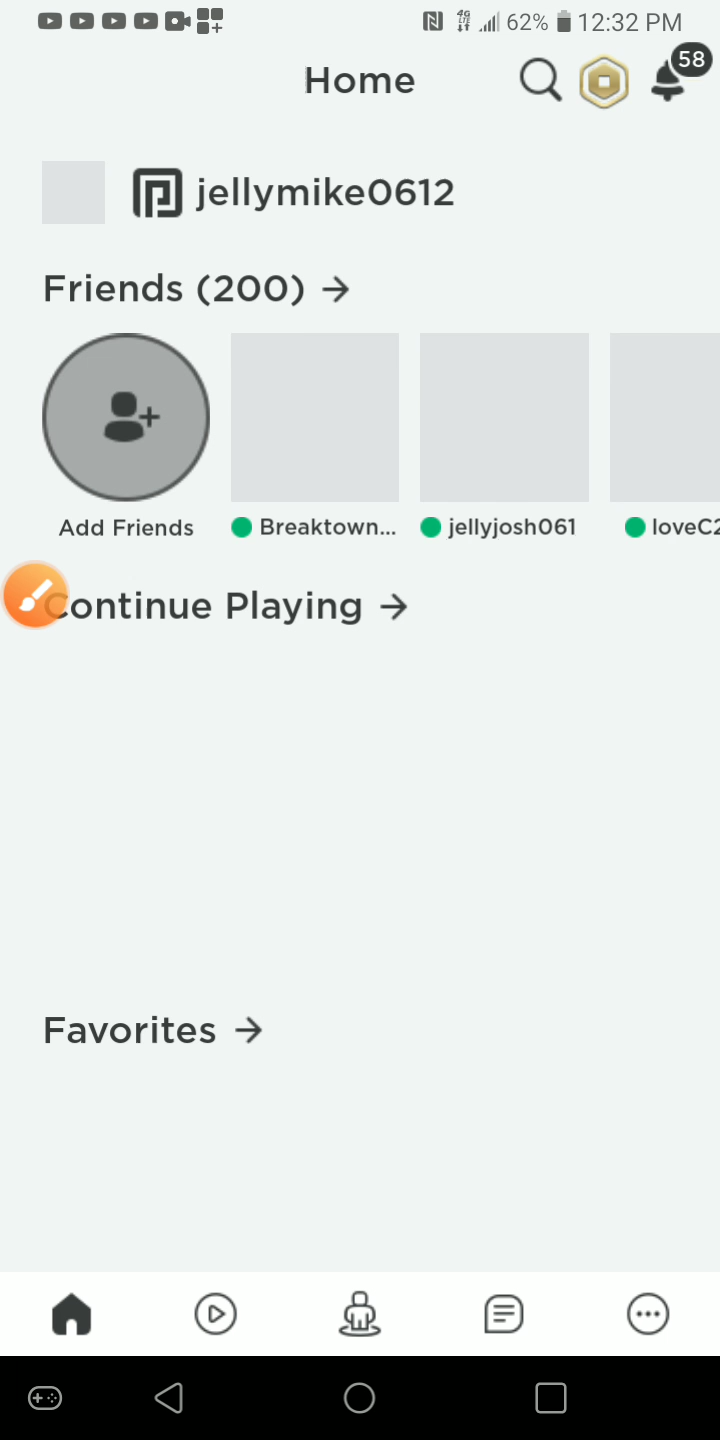 62% 12:32 PM
Home
58
jellymike0612
Friends (200) →
Add Friends
Breaktown...
jellyjosh061
loveC2
Continue Playing →
Favorites →